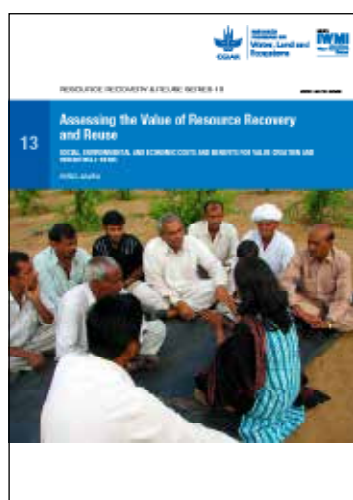 CGIAR
Water, Land and
Ecosystems
IWMI
RESOURCE RECOVERY & REUSE SERIES 13
13
Assessing the Value of Resource Recovery
and Reuse
SOCIAL, ENVIRONMENTAL AND ECONOMIC COSTS AND BENEFITS FOR VALUE CREATION AND